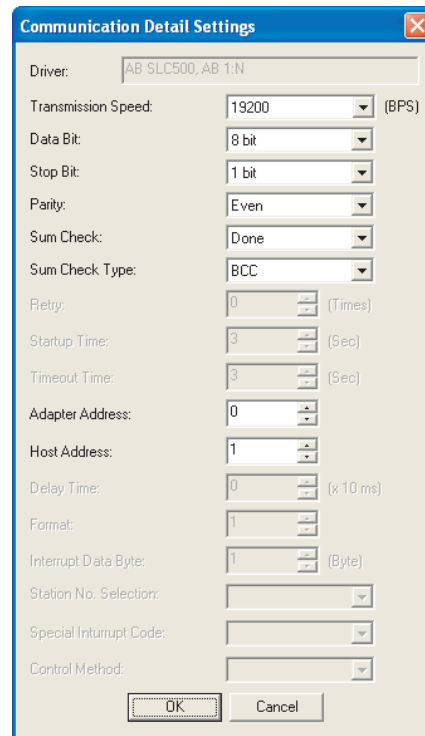 Communication Detail Settings
Driver: AB SLC500, AB 1:N
Transmission Speed: 19200 (BPS)
Data Bit: 8 bit
Stop Bit: 1 bit
Parity: Even
Sum Check: Done
Sum Check Type: BCC
Retry: 0 (Times)
Startup Time: 3 (Sec)
Timeout Time: 3 (Sec)
Adapter Address: 0
Host Address: 1
Delay Time: 0 (x 10 ms)
Format: 1
Interrupt Data Byte: 1 (Byte)
Station No. Selection:
Special Inturrupt Code:
Control Method:
OK Cancel